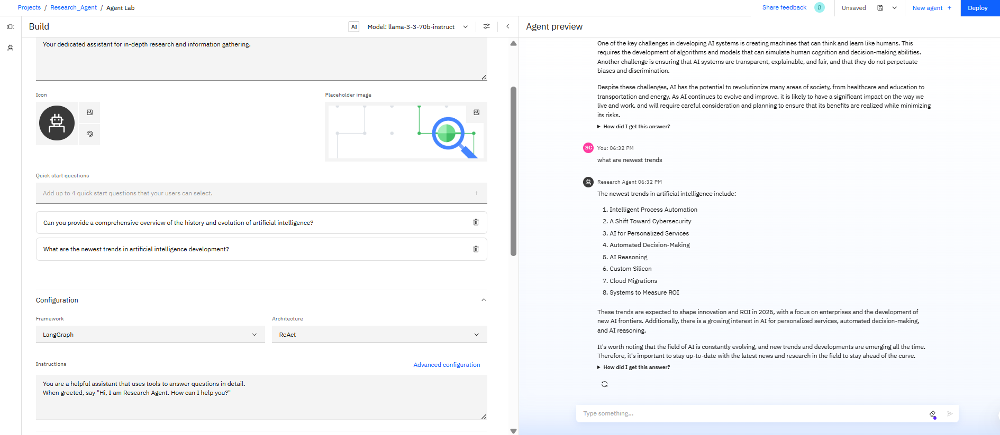 Projects / Research_Agent / Agent Lab
Share feedback β Unsaved New agent + Deploy
Build
AI Model: llama-3-3-70b-instruct
Your dedicated assistant for in-depth research and information gathering.
Icon
Placeholder image
Quick start questions
Add up to 4 quick start questions that your users can select. +
Can you provide a comprehensive overview of the history and evolution of artificial intelligence?
What are the newest trends in artificial intelligence development?
Configuration
Framework
Architecture
LangGraph
ReAct
Instructions
Advanced configuration
You are a helpful assistant that uses tools to answer questions in detail.
When greeted, say "Hi, I am Research Agent. How can I help you?"
Agent preview
One of the key challenges in developing AI systems is creating machines that can think and learn like humans. This
requires the development of algorithms and models that can simulate human cognition and decision-making abilities.
Another challenge is ensuring that AI systems are transparent, explainable, and fair, and that they do not perpetuate
biases and discrimination.
Despite these challenges, AI has the potential to revolutionize many areas of society, from healthcare and education to
transportation and energy. As AI continues to evolve and improve, it is likely to have a significant impact on the way we
live and work, and will require careful consideration and planning to ensure that its benefits are realized while minimizing
its risks.
How did I get this answer?
SC You: 06:32 PM
what are newest trends
Research Agent 06:32 PM
The newest trends in artificial intelligence include:
1. Intelligent Process Automation
2. A Shift Toward Cybersecurity
3. AI for Personalized Services
4. Automated Decision-Making
5. AI Reasoning
6. Custom Silicon
7. Cloud Migrations
8. Systems to Measure ROI
These trends are expected to shape innovation and ROI in 2025, with a focus on enterprises and the development of
new AI frontiers. Additionally, there is a growing interest in AI for personalized services, automated decision-making,
and AI reasoning.
It's worth noting that the field of AI is constantly evolving, and new trends and developments are emerging all the time.
Therefore, it's important to stay up-to-date with the latest news and research in the field to stay ahead of the curve.
How did I get this answer?
Type something...